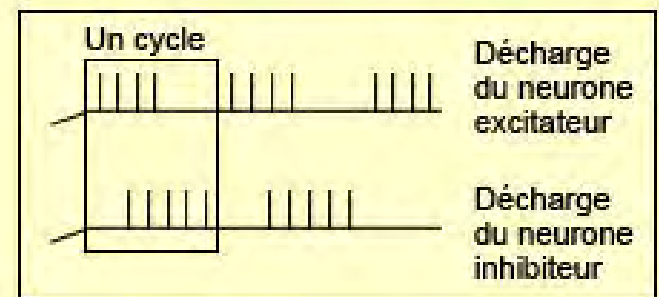 Un cycle
Décharge
du neurone
excitateur
Décharge
du neurone
inhibiteur